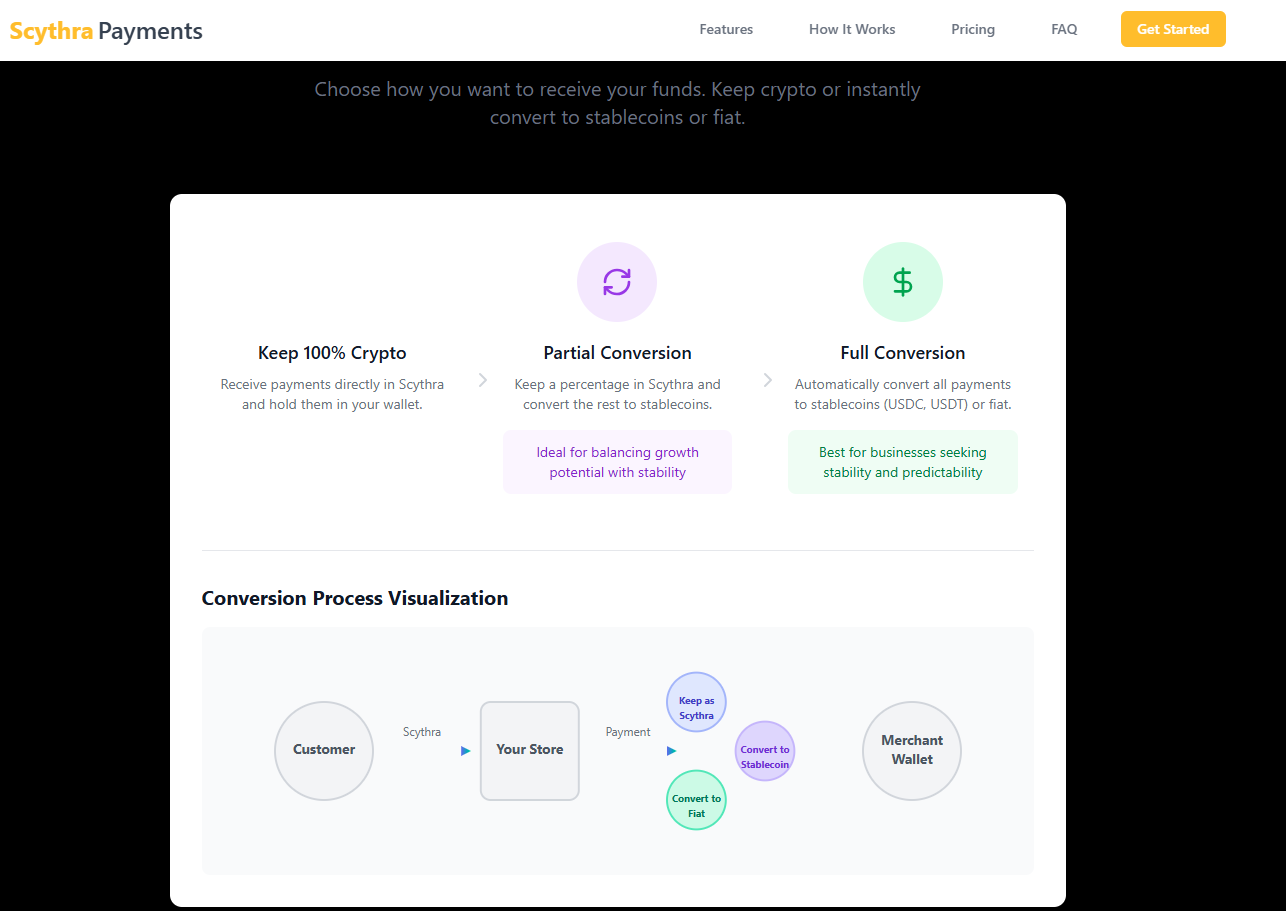 Scythra Payments
Features
How It Works
Pricing
FAQ
Get Started
Choose how you want to receive your funds. Keep crypto or instantly
convert to stablecoins or fiat.
Keep 100% Crypto
Receive payments directly in Scythra
and hold them in your wallet.
Partial Conversion
Keep a percentage in Scythra and
convert the rest to stablecoins.
Ideal for balancing growth
potential with stability
Full Conversion
Automatically convert all payments
to stablecoins (USDC, USDT) or fiat.
Best for businesses seeking
stability and predictability
Conversion Process Visualization
Customer
Scythra
Your Store
Payment
Keep as
Scythra
Convert to
Stablecoin
Convert to
Fiat
Merchant
Wallet